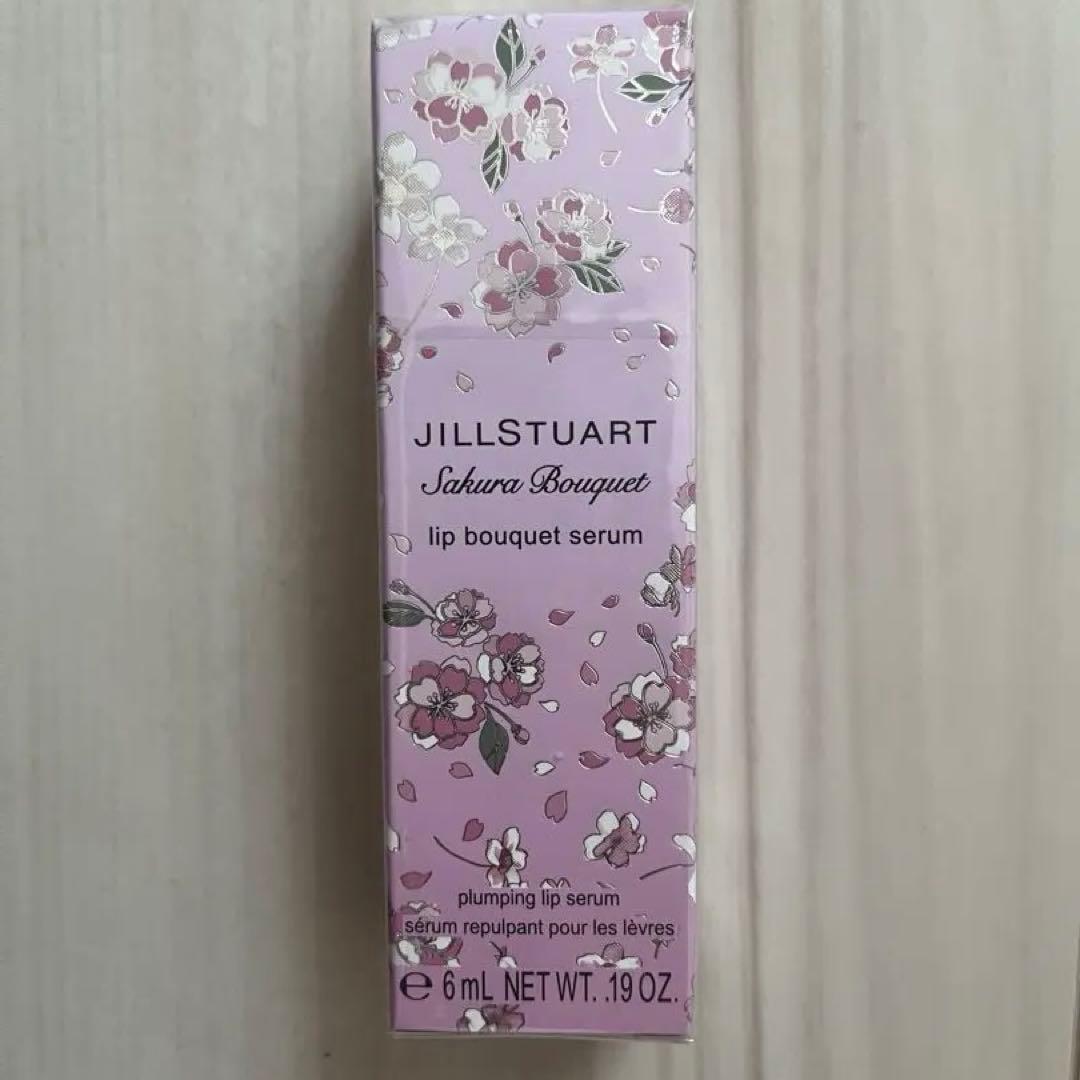 JILLSTUART
Sakura Bouquet
lip bouquet serum
plumping lip serum
sérum repulpant pour les lèvres
℮ 6 mL NET WT. .19 OZ.